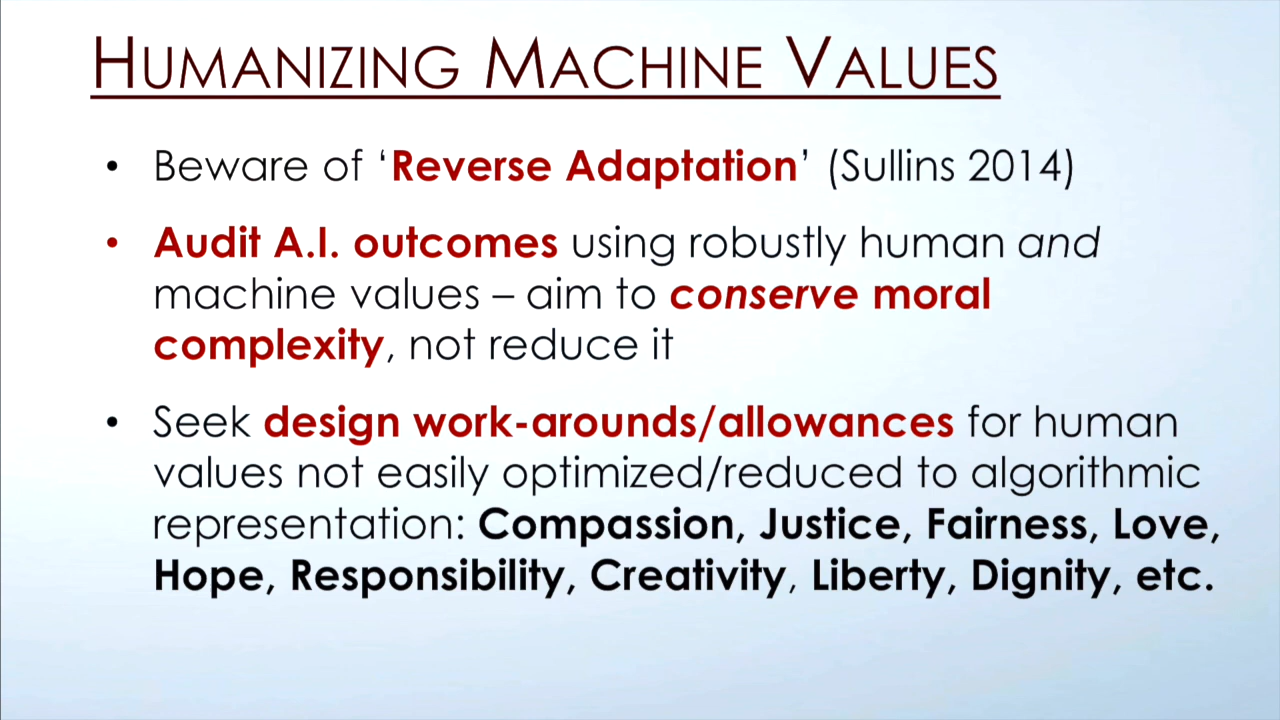 HUMANIZING MACHINE VALUES
• Beware of ‘Reverse Adaptation’ (Sullins 2014)
• Audit A.I. outcomes using robustly human and
machine values – aim to conserve moral
complexity, not reduce it
• Seek design work-arounds/allowances for human
values not easily optimized/reduced to algorithmic
representation: Compassion, Justice, Fairness, Love,
Hope, Responsibility, Creativity, Liberty, Dignity, etc.